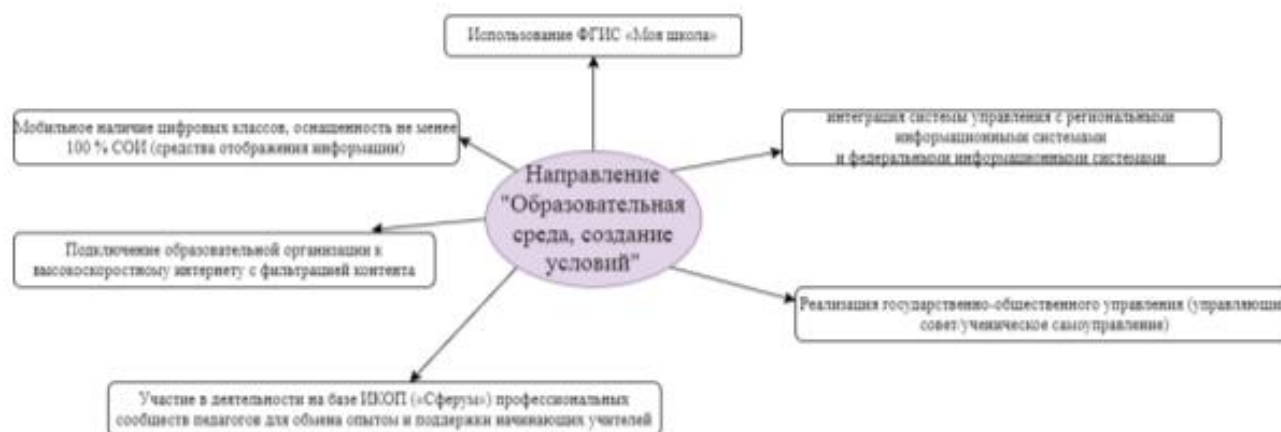 Использование ФГИС «Моя школа»
Мобильное наличие цифровых классов, оснащенность не менее
100 % СОИ (средства отображения информации)
интеграция системы управления с региональными
информационными системами
и федеральными информационными системами
Направление
"Образовательная
среда, создание
условий"
Подключение образовательной организации к
высокоскоростному интернету с фильтрацией контента
Реализация государственно-общественного управления (управляющи
совет/ученическое самоуправление)
Участие в деятельности на базе ИКОП («Сферум») профессиональных
сообществ педагогов для обмена опытом и поддержки начинающих учителей